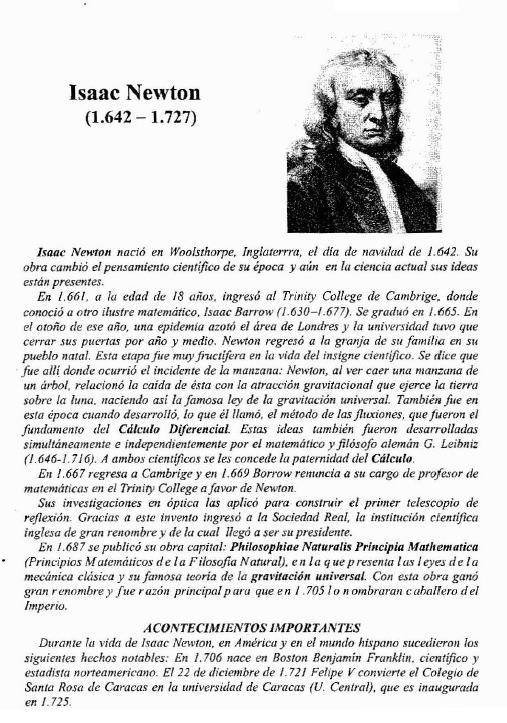 Isaac Newton
(1.642 – 1.727)
Isaac Newton nació en Woolsthorpe, Inglaterrra, el día de navidad de 1.642. Su
obra cambió el pensamiento científico de su época y aún en la ciencia actual sus ideas
están presentes.
En 1.661, a la edad de 18 años, ingresó al Trinity College de Cambrige, donde
conoció a otro ilustre matemático, Isaac Barrow (1.630–1.677). Se graduó en 1.665. En
el otoño de ese año, una epidemia azotó el área de Londres y la universidad tuvo que
cerrar sus puertas por año y medio. Newton regresó a la granja de su familia en su
pueblo natal. Esta etapa fue muy fructífera en la vida del insigne científico. Se dice que
fue allí donde ocurrió el incidente de la manzana: Newton, al ver caer una manzana de
un árbol, relacionó la caída de ésta con la atracción gravitacional que ejerce la tierra
sobre la luna, naciendo así la famosa ley de la gravitación universal. También fue en
esta época cuando desarrolló, lo que él llamó, el método de las fluxiones, que fueron el
fundamento del Cálculo Diferencial. Estas ideas también fueron desarrolladas
simultáneamente e independientemente por el matemático y filósofo alemán G. Leibniz
(1.646-1.716). A ambos científicos se les concede la paternidad del Cálculo.
En 1.667 regresa a Cambrige y en 1.669 Borrow renuncia a su cargo de profesor de
matemáticas en el Trinity College a favor de Newton.
Sus investigaciones en óptica las aplicó para construir el primer telescopio de
reflexión. Gracias a este invento ingresó a la Sociedad Real, la institución científica
inglesa de gran renombre y de la cual llegó a ser su presidente.
En 1.687 se publicó su obra capital: Philosophiae Naturalis Principia Mathematica
(Principios Matemáticos de la Filosofía Natural), en la que presenta las leyes de la
mecánica clásica y su famosa teoría de la gravitación universal. Con esta obra ganó
gran renombre y fue razón principal para que en 1.705 lo nombraran caballero del
Imperio.
ACONTECIMIENTOS IMPORTANTES
Durante la vida de Isaac Newton, en América y en el mundo hispano sucedieron los
siguientes hechos notables: En 1.706 nace en Boston Benjamín Franklin, científico y
estadista norteamericano. El 22 de diciembre de 1.721 Felipe V convierte el Colegio de
Santa Rosa de Caracas en la universidad de Caracas (U. Central), que es inaugurada
en 1.725.